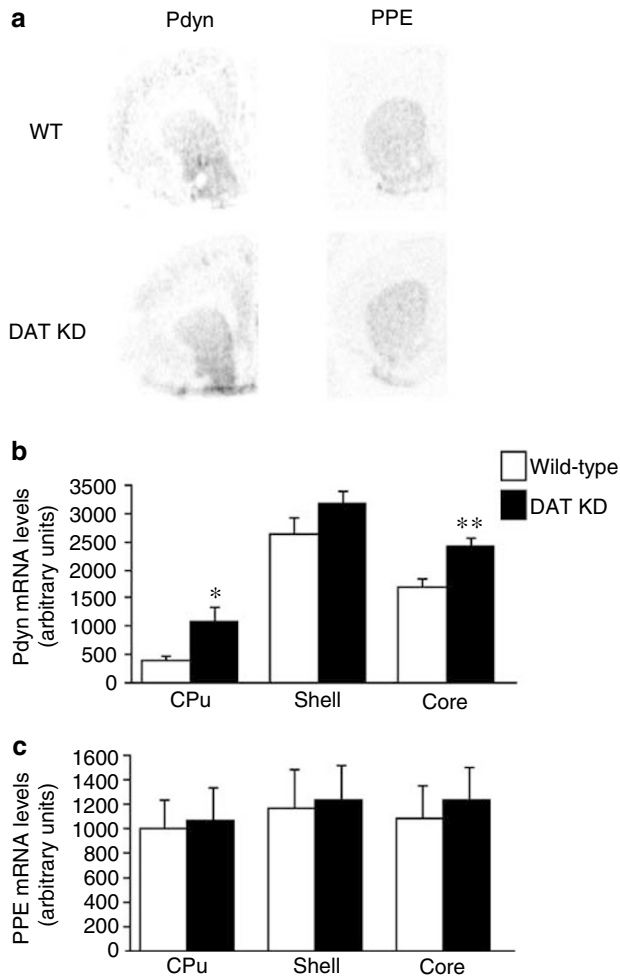 a
Pdyn PPE
WT
DAT KD
b
Wild-type
DAT KD
Pdyn mRNA levels
(arbitrary units)
3500
3000
2500
2000
1500
1000
500
0
*
**
CPu Shell Core
c
PPE mRNA levels
(arbitrary units)
1600
1400
1200
1000
800
600
400
200
0
CPu Shell Core